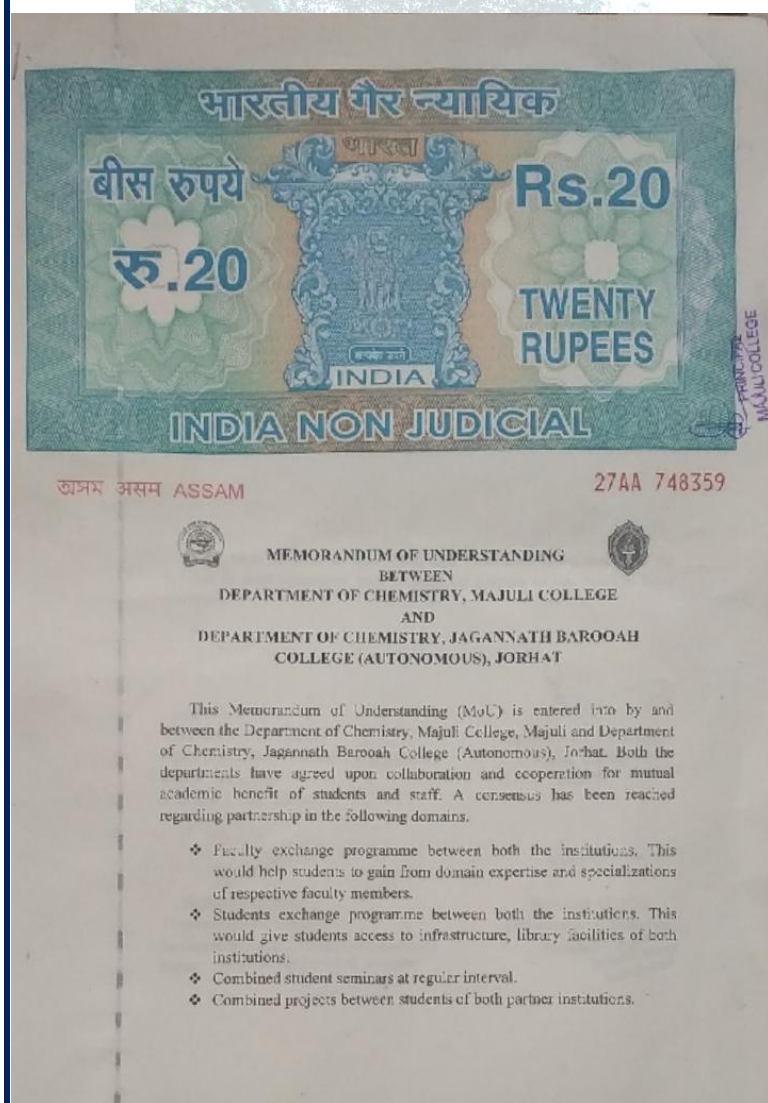 भारतीय गैर न्यायिक
भारत
बीस रुपये
रु.20
Rs.20
TWENTY
RUPEES
सत्यमेव जयते
INDIA
INDIA NON JUDICIAL
PRINCIPAL
MAJULI COLLEGE
অসম असम ASSAM
27AA 748359
MEMORANDUM OF UNDERSTANDING
BETWEEN
DEPARTMENT OF CHEMISTRY, MAJULI COLLEGE
AND
DEPARTMENT OF CHEMISTRY, JAGANNATH BAROOAH
COLLEGE (AUTONOMOUS), JORHAT
This Memorandum of Understanding (MoU) is entered into by and
between the Department of Chemistry, Majuli College, Majuli and Department
of Chemistry, Jagannath Barooah College (Autonomous), Jorhat. Both the
departments have agreed upon collaboration and cooperation for mutual
academic benefit of students and staff. A consensus has been reached
regarding partnership in the following domains.
❖ Faculty exchange programme between both the institutions. This
would help students to gain from domain expertise and specializations
of respective faculty members.
❖ Students exchange programme between both the institutions. This
would give students access to infrastructure, library facilities of both
institutions.
❖ Combined student seminars at regular interval.
❖ Combined projects between students of both partner institutions.